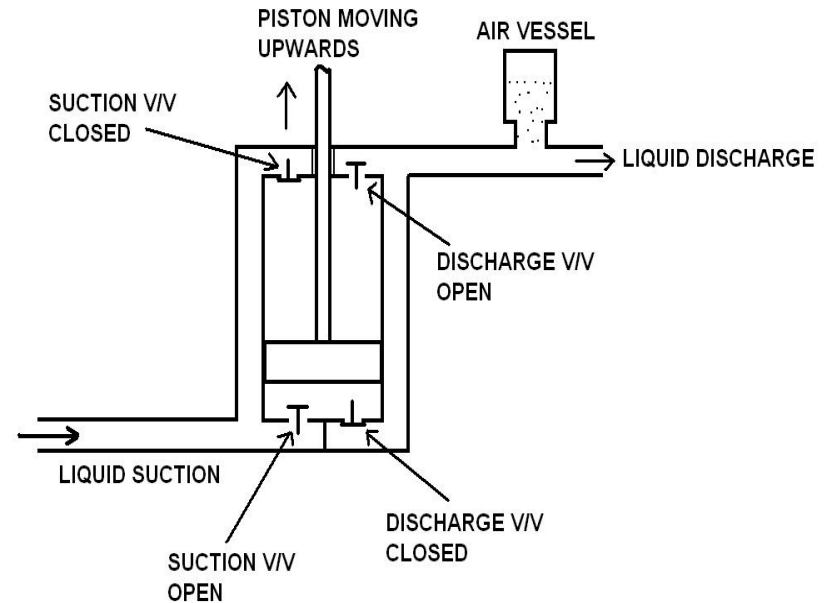 PISTON MOVING
UPWARDS
AIR VESSEL
SUCTION V/V
CLOSED
LIQUID DISCHARGE
DISCHARGE V/V
OPEN
LIQUID SUCTION
DISCHARGE V/V
CLOSED
SUCTION V/V
OPEN